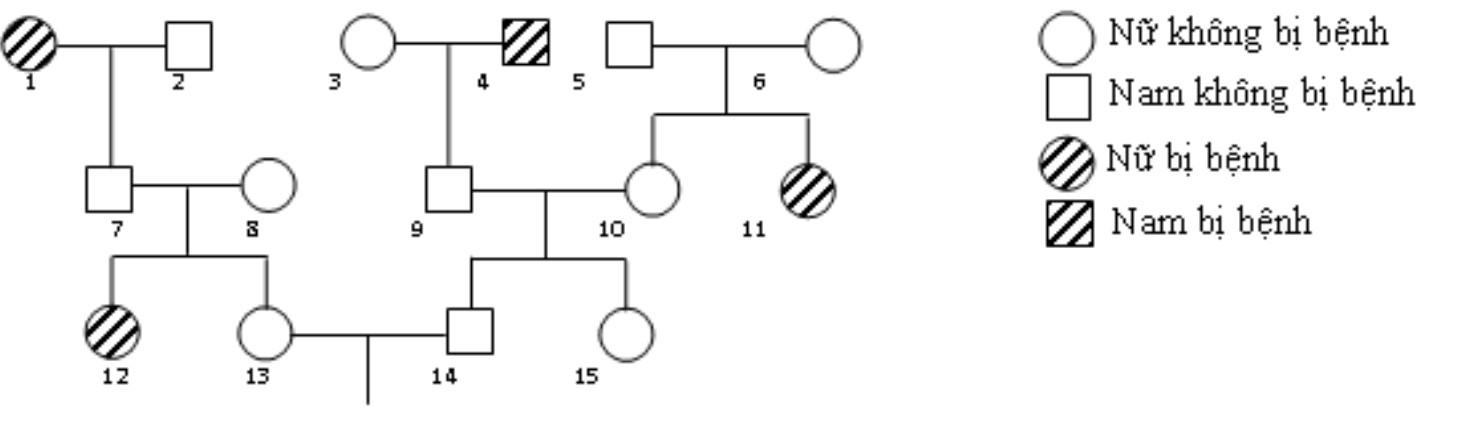 1 2 3 4 5 6
7 8 9 10 11
12 13 14 15
Nữ không bị bệnh
Nam không bị bệnh
Nữ bị bệnh
Nam bị bệnh